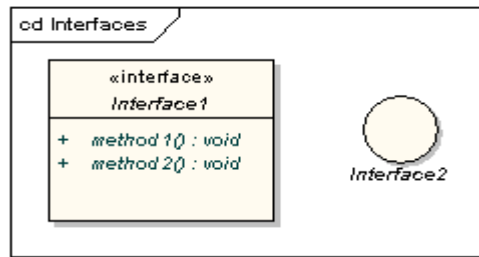 cd Interfaces
«interface»
Interface1
+ method1() : void
+ method2() : void
Interface2